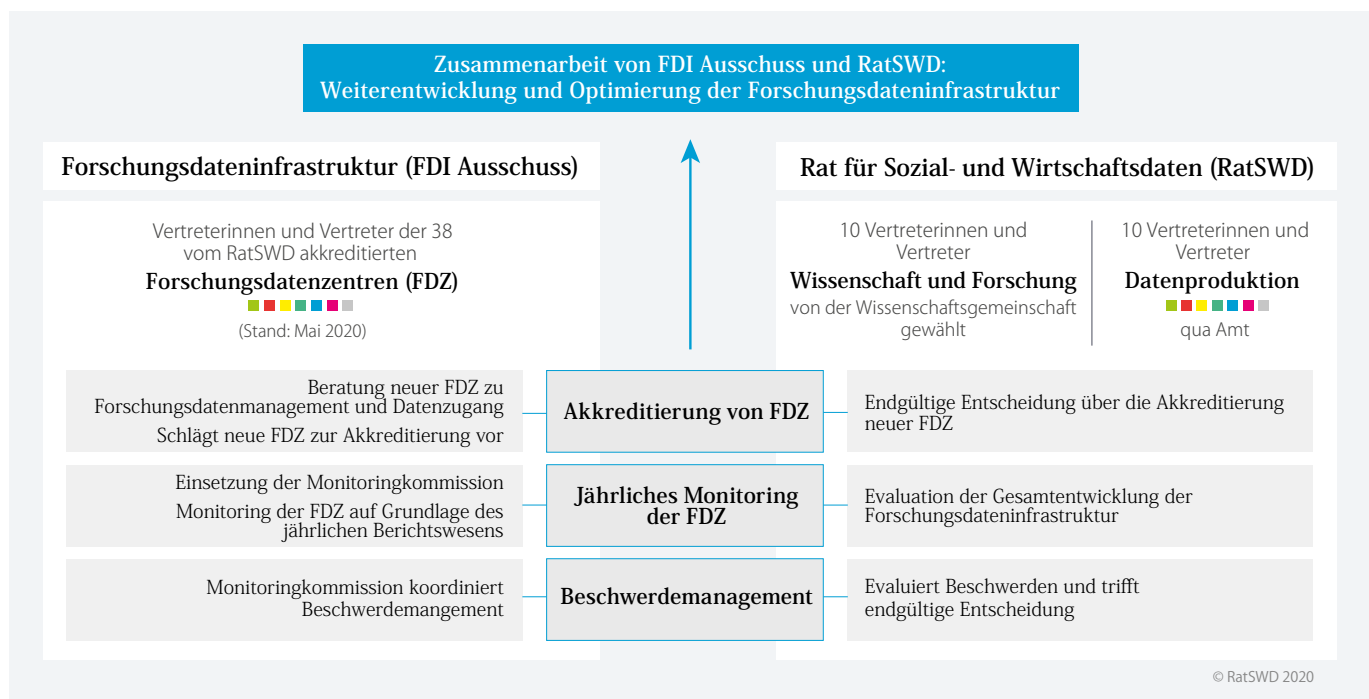 Zusammenarbeit von FDI Ausschuss und RatSWD:
Weiterentwicklung und Optimierung der Forschungsdateninfrastruktur
Forschungsdateninfrastruktur (FDI Ausschuss)
Vertreterinnen und Vertreter der 38
vom RatSWD akkreditierten
Forschungsdatenzentren (FDZ)
(Stand: Mai 2020)
Rat für Sozial- und Wirtschaftsdaten (RatSWD)
10 Vertreterinnen und
Vertreter
Wissenschaft und Forschung
von der Wissenschaftsgemeinschaft
gewählt
10 Vertreterinnen und
Vertreter
Datenproduktion
qua Amt
Beratung neuer FDZ zu
Forschungsdatenmanagement und Datenzugang
Schlägt neue FDZ zur Akkreditierung vor
Akkreditierung von FDZ
Endgültige Entscheidung über die Akkreditierung
neuer FDZ
Einsetzung der Monitoringkommission
Monitoring der FDZ auf Grundlage des
jährlichen Berichtswesens
Jährliches Monitoring
der FDZ
Evaluation der Gesamtentwicklung der
Forschungsdateninfrastruktur
Monitoringkommission koordiniert
Beschwerdemangement
Beschwerdemanagement
Evaluiert Beschwerden und trifft
endgültige Entscheidung
© RatSWD 2020